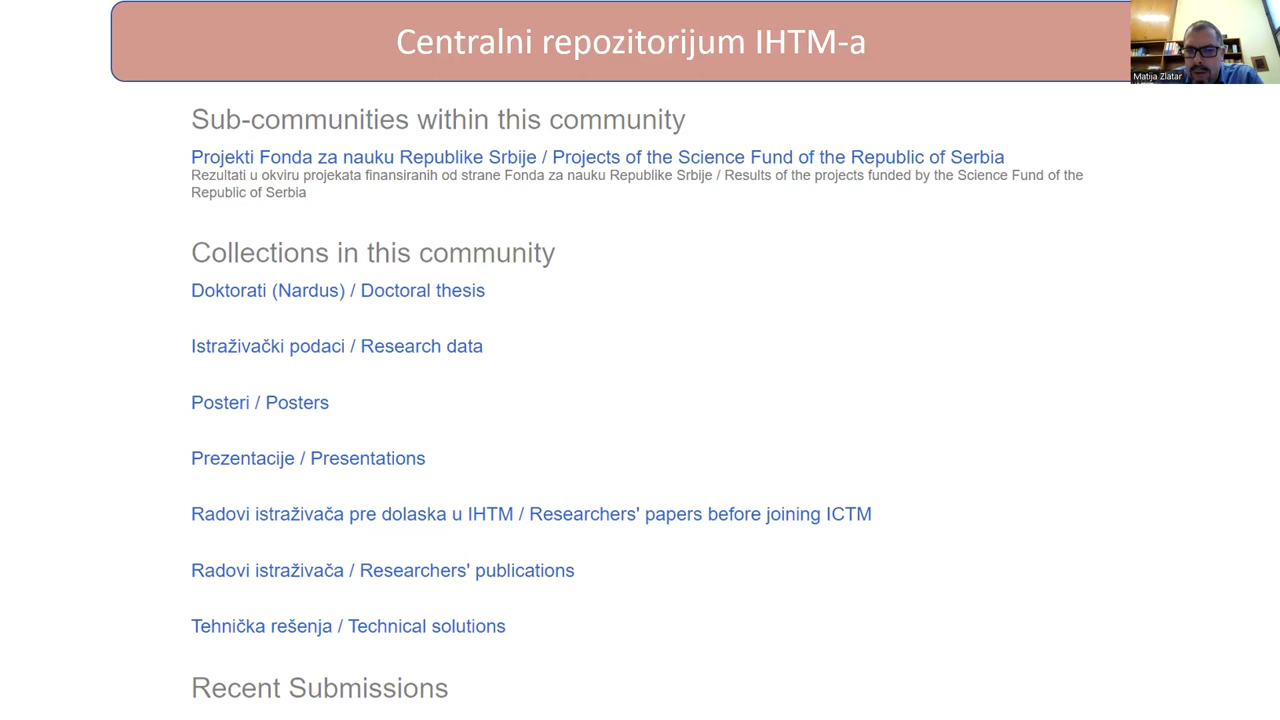 Centralni repozitorijum IHTM-a
Matija Zlatar
Sub-communities within this community
Projekti Fonda za nauku Republike Srbije / Projects of the Science Fund of the Republic of Serbia
Rezultati u okviru projekata finansiranih od strane Fonda za nauku Republike Srbije / Results of the projects funded by the Science Fund of the
Republic of Serbia
Collections in this community
Doktorati (Nardus) / Doctoral thesis
Istraživački podaci / Research data
Posteri / Posters
Prezentacije / Presentations
Radovi istraživača pre dolaska u IHTM / Researchers' papers before joining ICTM
Radovi istraživača / Researchers' publications
Tehnička rešenja / Technical solutions
Recent Submissions